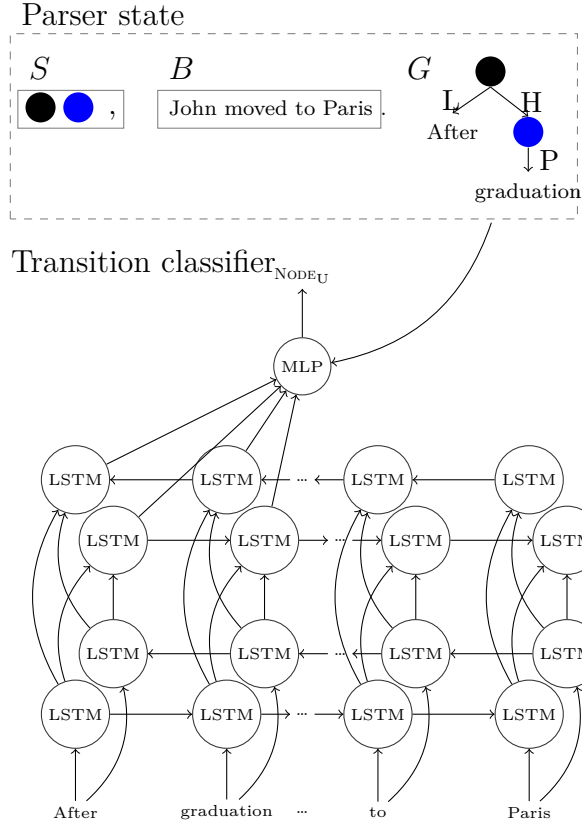 Parser state
S B G
, John moved to Paris .
L H
After
P
graduation
Transition classifier
NODEU
MLP
LSTM LSTM ... LSTM LSTM
LSTM LSTM ... LSTM LSTM
LSTM LSTM ... LSTM LSTM
LSTM LSTM ... LSTM LSTM
After graduation ... to Paris